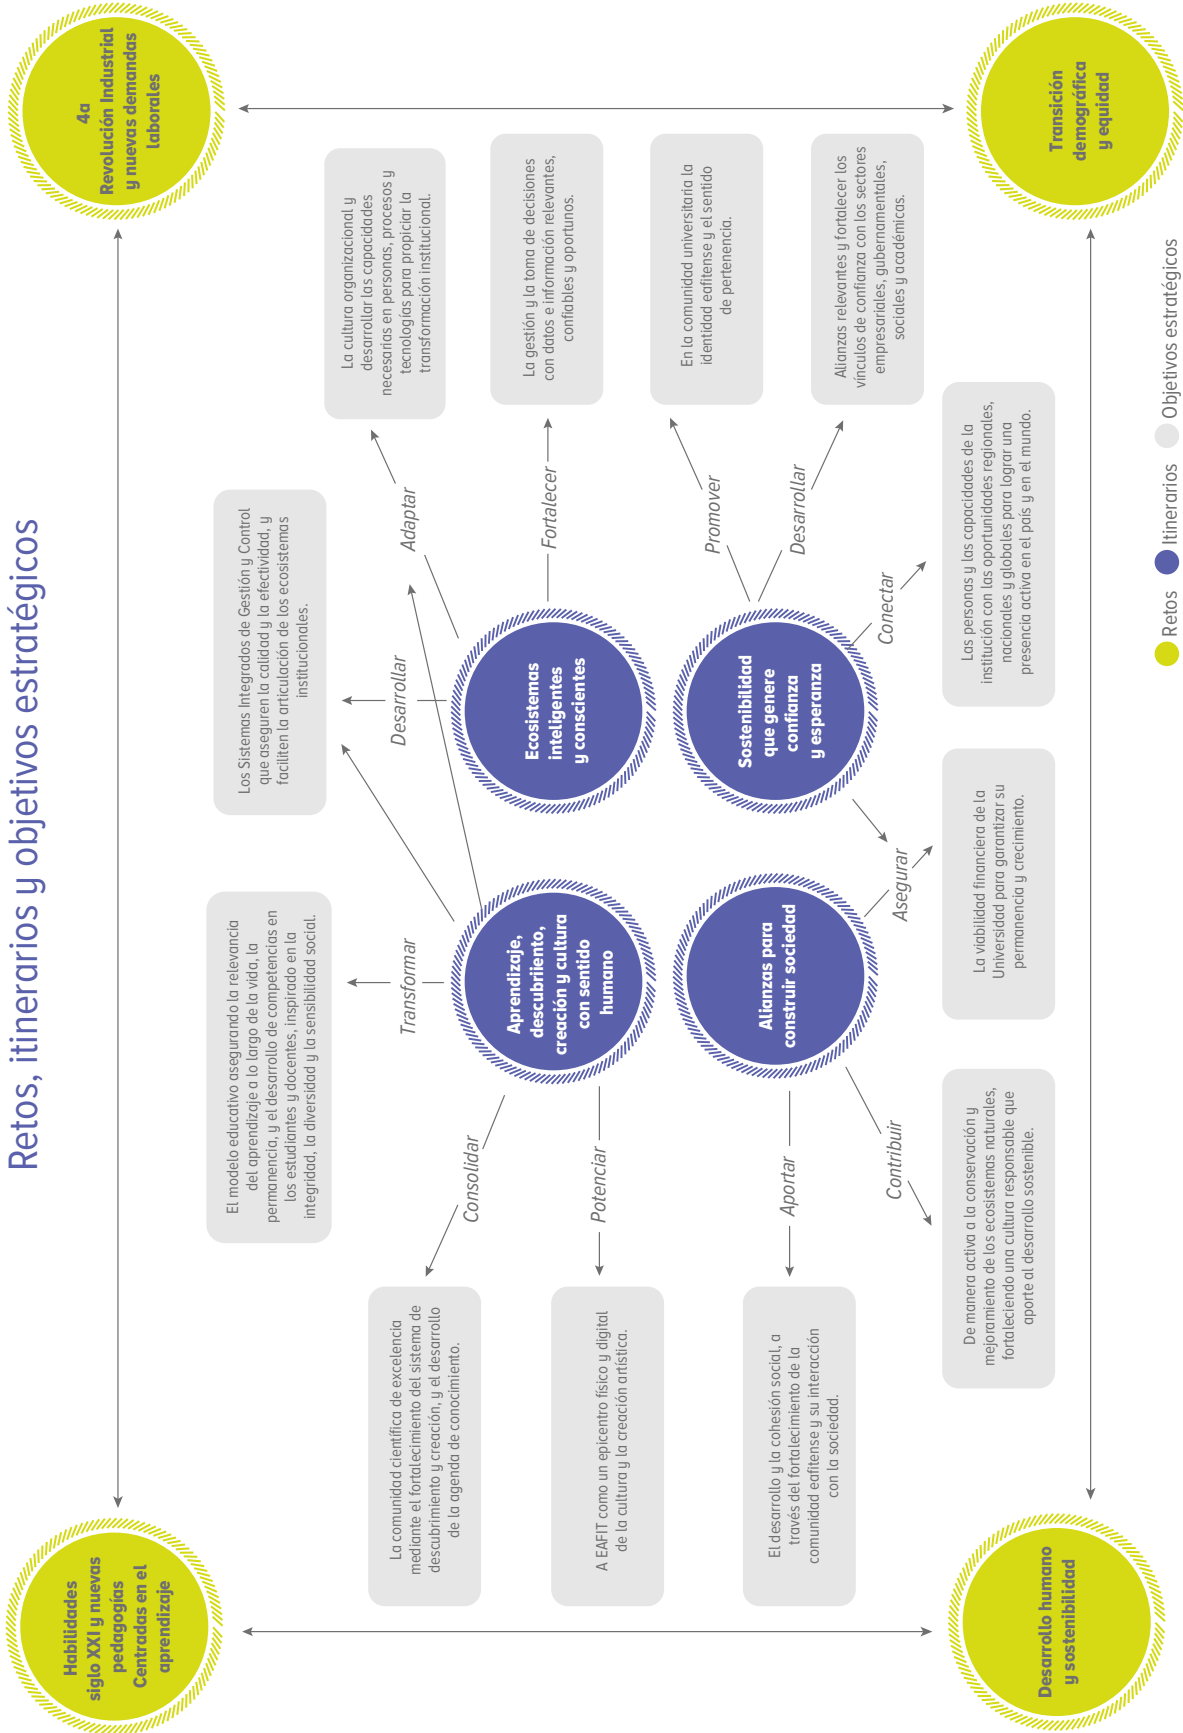 Retos, itinerarios y objetivos estratégicos
Habilidades
siglo XXI y nuevas
pedagogías
Centradas en el
aprendizaje
4a
Revolución Industrial
y nuevas demandas
laborales
El modelo educativo asegurando la relevancia
del aprendizaje a lo largo de la vida, la
permanencia, y el desarrollo de competencias en
los estudiantes y docentes, inspirado en la
integridad, la diversidad y la sensibilidad social.
Los Sistemas Integrados de Gestión y Control
que aseguren la calidad y la efectividad, y
faciliten la articulación de los ecosistemas
institucionales.
La cultura organizacional y
desarrollar las capacidades
necesarias en personas, procesos y
tecnologías para propiciar la
transformación institucional.
Transformar
Desarrollar
Adaptar
La comunidad científica de excelencia
mediante el fortalecimiento del sistema de
descubrimiento y creación, y el desarrollo
de la agenda de conocimiento.
Consolidar
Aprendizaje,
descubriiento,
creación y cultura
con sentido
humano
Ecosistemas
inteligentes
y conscientes
Fortalecer
La gestión y la toma de decisiones
con datos e información relevantes,
confiables y oportunos.
A EAFIT como un epicentro físico y digital
de la cultura y la creación artística.
Potenciar
Promover
En la comunidad universitaria la
identidad eafitense y el sentido
de pertenencia.
El desarrollo y la cohesión social, a
través del fortalecimiento de la
comunidad eafitense y su interacción
con la sociedad.
Aportar
Alianzas para
construir sociedad
Sostenibilidad
que genere
confianza
y esperanza
Desarrollar
Alianzas relevantes y fortalecer los
vínculos de confianza con los sectores
empresariales, gubernamentales,
sociales y académicas.
Contribuir
Asegurar
Conectar
De manera activa a la conservación y
mejoramiento de los ecosistemas naturales,
fortaleciendo una cultura responsable que
aporte al desarrollo sostenible.
La viabilidad financiera de la
Universidad para garantizar su
permanencia y crecimiento.
Las personas y las capacidades de la
institución con las oportunidades regionales,
nacionales y globales para lograr una
presencia activa en el país y en el mundo.
Desarrollo humano
y sostenibilidad
Transición
demográfica
y equidad
Retos
Itinerarios
Objetivos estratégicos